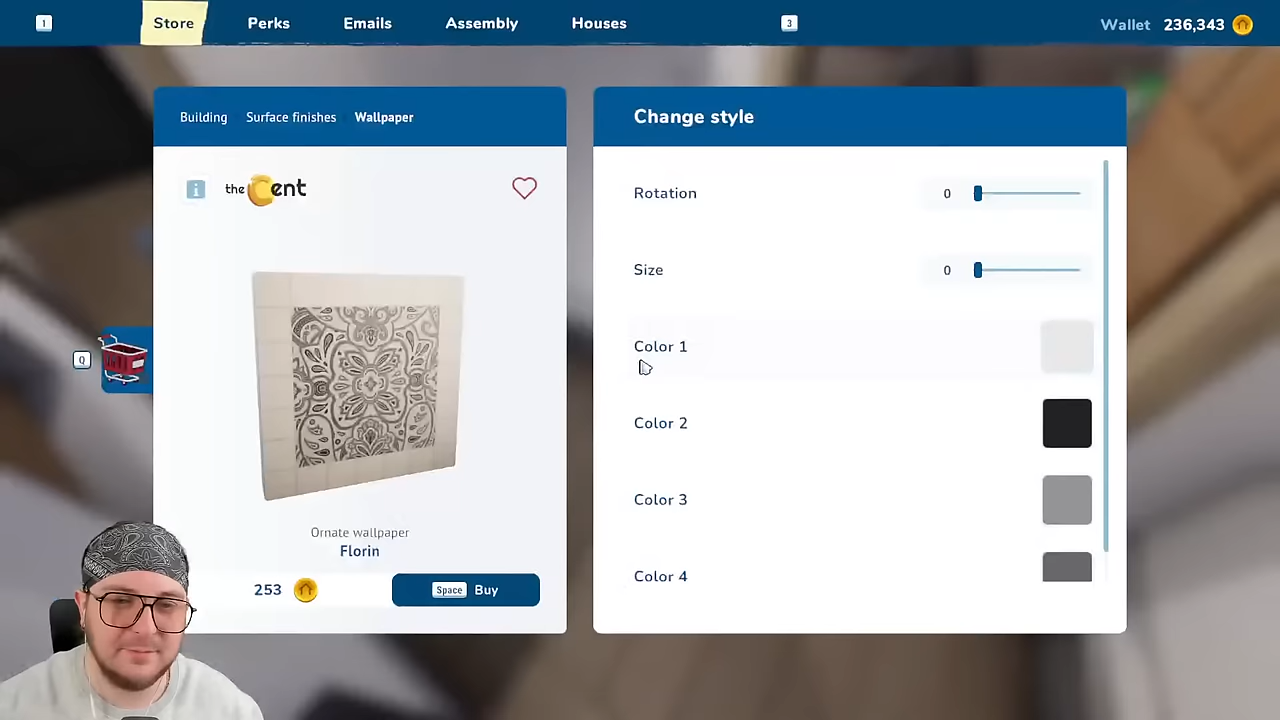 1 Store Perks Emails Assembly Houses 3 Wallet 236,343
Building Surface finishes Wallpaper
i the Cent
Ornate wallpaper
Florin
253 Space Buy
Q
Change style
Rotation 0
Size 0
Color 1
Color 2
Color 3
Color 4